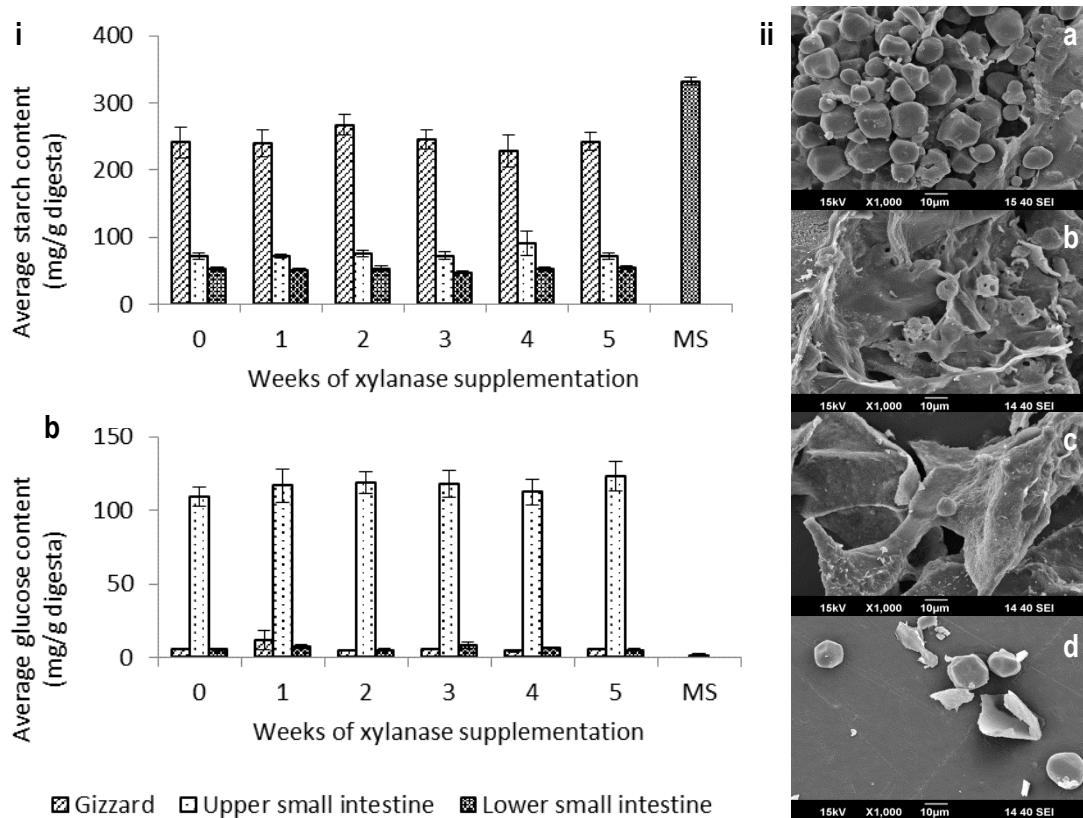 i
400
300
200
100
0
Average starch content
(mg/g digesta)
0 1 2 3 4 5 MS
Weeks of xylanase supplementation
b
150
100
50
0
Average glucose content
(mg/g digesta)
0 1 2 3 4 5 MS
Weeks of xylanase supplementation
Gizzard Upper small intestine Lower small intestine
ii
a
15kV X1,000 10µm 15 40 SEI
b
15kV X1,000 10µm 14 40 SEI
c
15kV X1,000 10µm 14 40 SEI
d
15kV X1,000 10µm 14 40 SEI